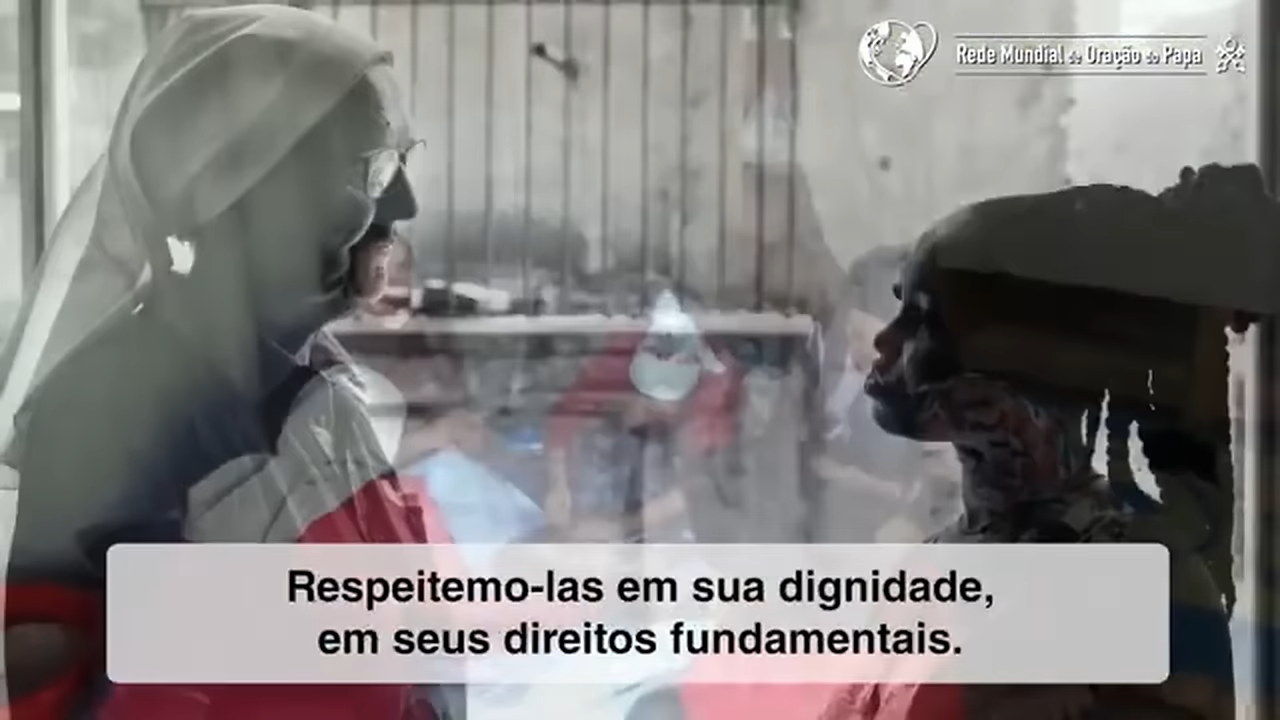 Rede Mundial de Oração do Papa
Respeitemo-las em sua dignidade,
em seus direitos fundamentais.